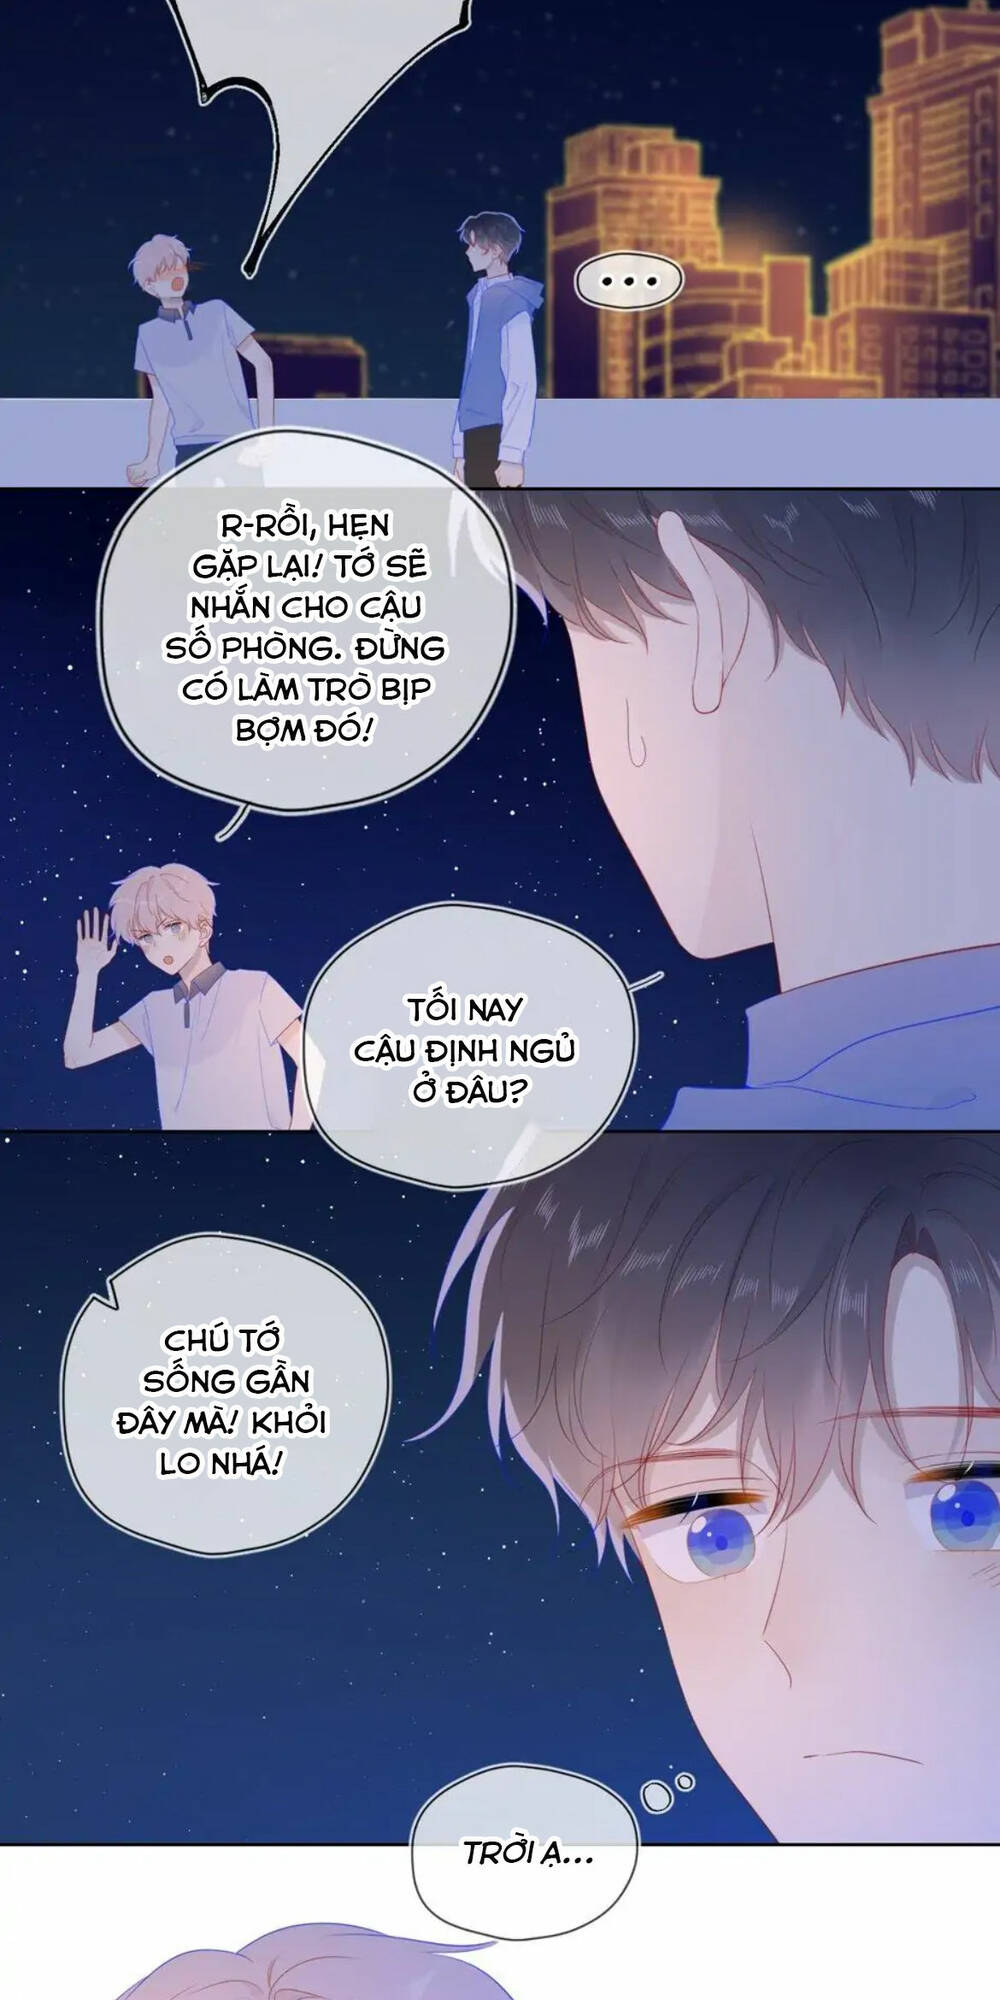 ...
R-RỒI, HẸN
GẶP LẠI! TỚ SẼ
NHẮN CHO CẬU
SỐ PHÒNG. ĐỪNG
CÓ LÀM TRÒ BỊP
BỢM ĐÓ!
TỐI NAY
CẬU ĐỊNH NGỦ
Ở ĐÂU?
CHÚ TỚ
SỐNG GẦN
ĐÂY MÀ! KHỎI
LO NHÁ!
TRỜI Ạ...